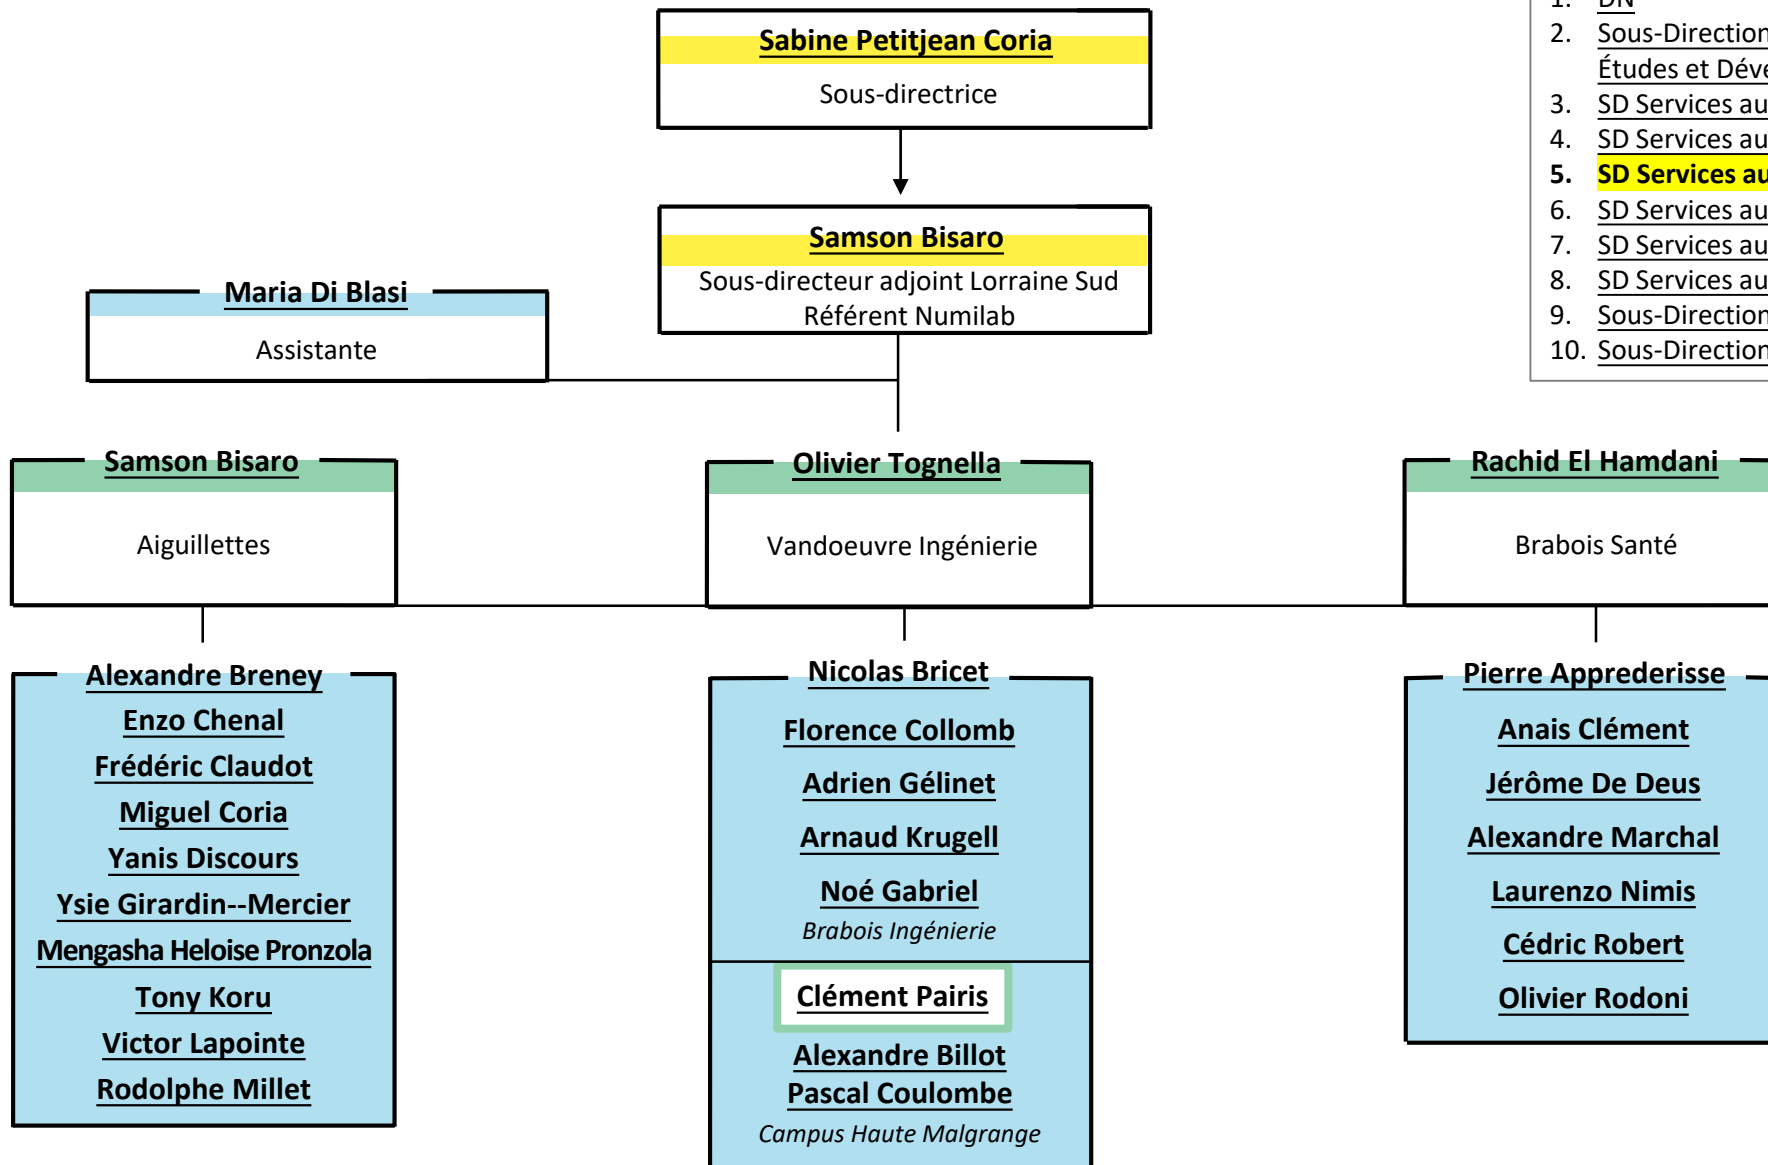 Sabine Petitjean Coria
Sous-directrice
1. DN
2. Sous-Direction
Études et Déve
3. SD Services au
4. SD Services au
5. SD Services au
6. SD Services au
7. SD Services au
8. SD Services au
9. Sous-Direction
10. Sous-Direction
Samson Bisaro
Sous-directeur adjoint Lorraine Sud
Référent Numilab
Maria Di Blasi
Assistante
Samson Bisaro
Aiguillettes
Olivier Tognella
Vandoeuvre Ingénierie
Rachid El Hamdani
Brabois Santé
Alexandre Breney
Enzo Chenal
Frédéric Claudot
Miguel Coria
Yanis Discours
Ysie Girardin--Mercier
Mengasha Heloise Pronzola
Tony Koru
Victor Lapointe
Rodolphe Millet
Nicolas Bricet
Florence Collomb
Adrien Gélinet
Arnaud Krugell
Noé Gabriel
Brabois Ingénierie
Clément Pairis
Alexandre Billot
Pascal Coulombe
Campus Haute Malgrange
Pierre Apprederisse
Anais Clément
Jérôme De Deus
Alexandre Marchal
Laurenzo Nimis
Cédric Robert
Olivier Rodoni